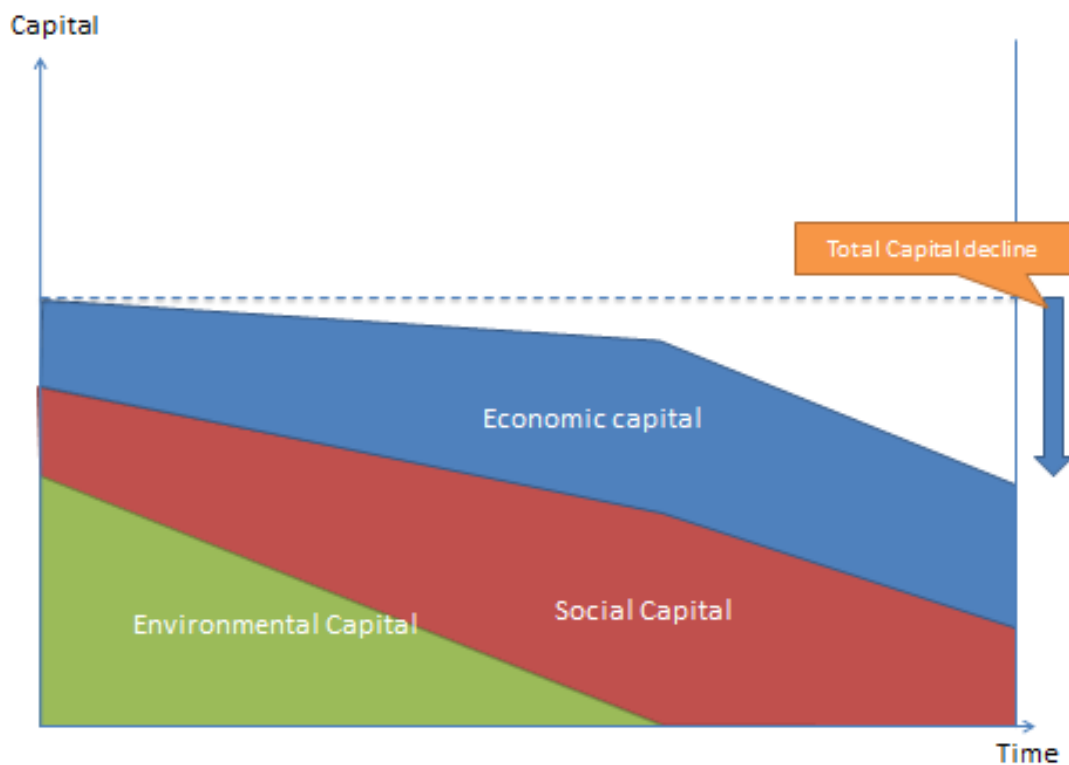 Capital
Total Capital decline
Economic capital
Social Capital
Environmental Capital
Time